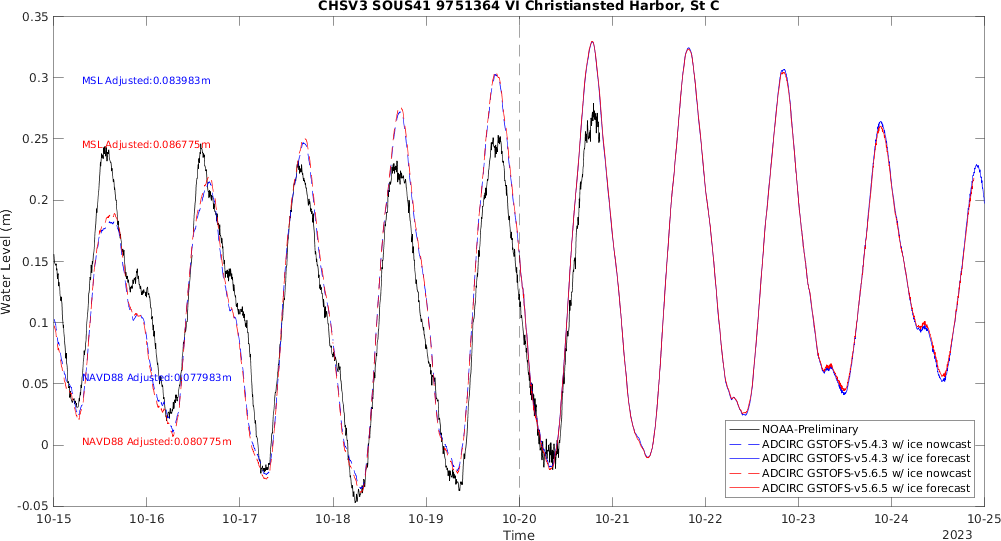 CHSV3 SOUS41 9751364 VI Christiansted Harbor, St C
0.35
0.3
0.25
0.2
0.15
0.1
0.05
0
-0.05
Water Level (m)
MSL Adjusted:0.083983m
MSL Adjusted:0.086775m
NAVD88 Adjusted:0.077983m
NAVD88 Adjusted:0.080775m
NOAA-Preliminary
ADCIRC GSTOFS-v5.4.3 w/ ice nowcast
ADCIRC GSTOFS-v5.4.3 w/ ice forecast
ADCIRC GSTOFS-v5.6.5 w/ ice nowcast
ADCIRC GSTOFS-v5.6.5 w/ ice forecast
10-15 10-16 10-17 10-18 10-19 10-20 10-21 10-22 10-23 10-24 10-25
Time
2023